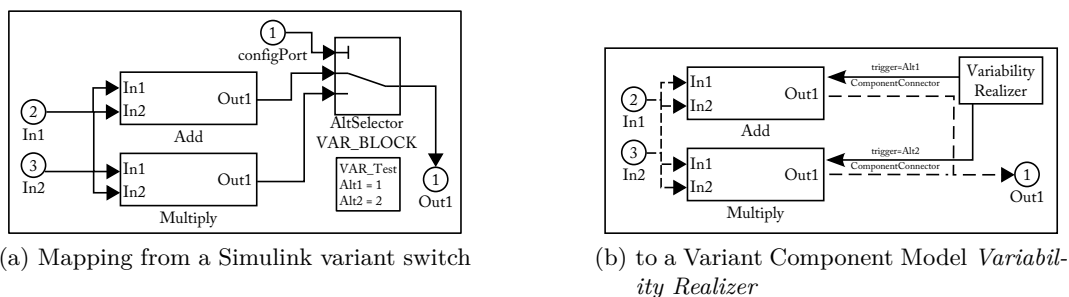 1
configPort
In1
In2
Out1
Add
2
In1
3
In2
In1
In2
Out1
Multiply
AltSelector
VAR_BLOCK
VAR_Test
Alt1 = 1
Alt2 = 2
1
Out1
(a) Mapping from a Simulink variant switch
In1
In2
Out1
Add
2
In1
3
In2
In1
In2
Out1
Multiply
trigger=Alt1
ComponentConnector
Variability
Realizer
trigger=Alt2
ComponentConnector
1
Out1
(b) to a Variant Component Model Variabil-
ity Realizer